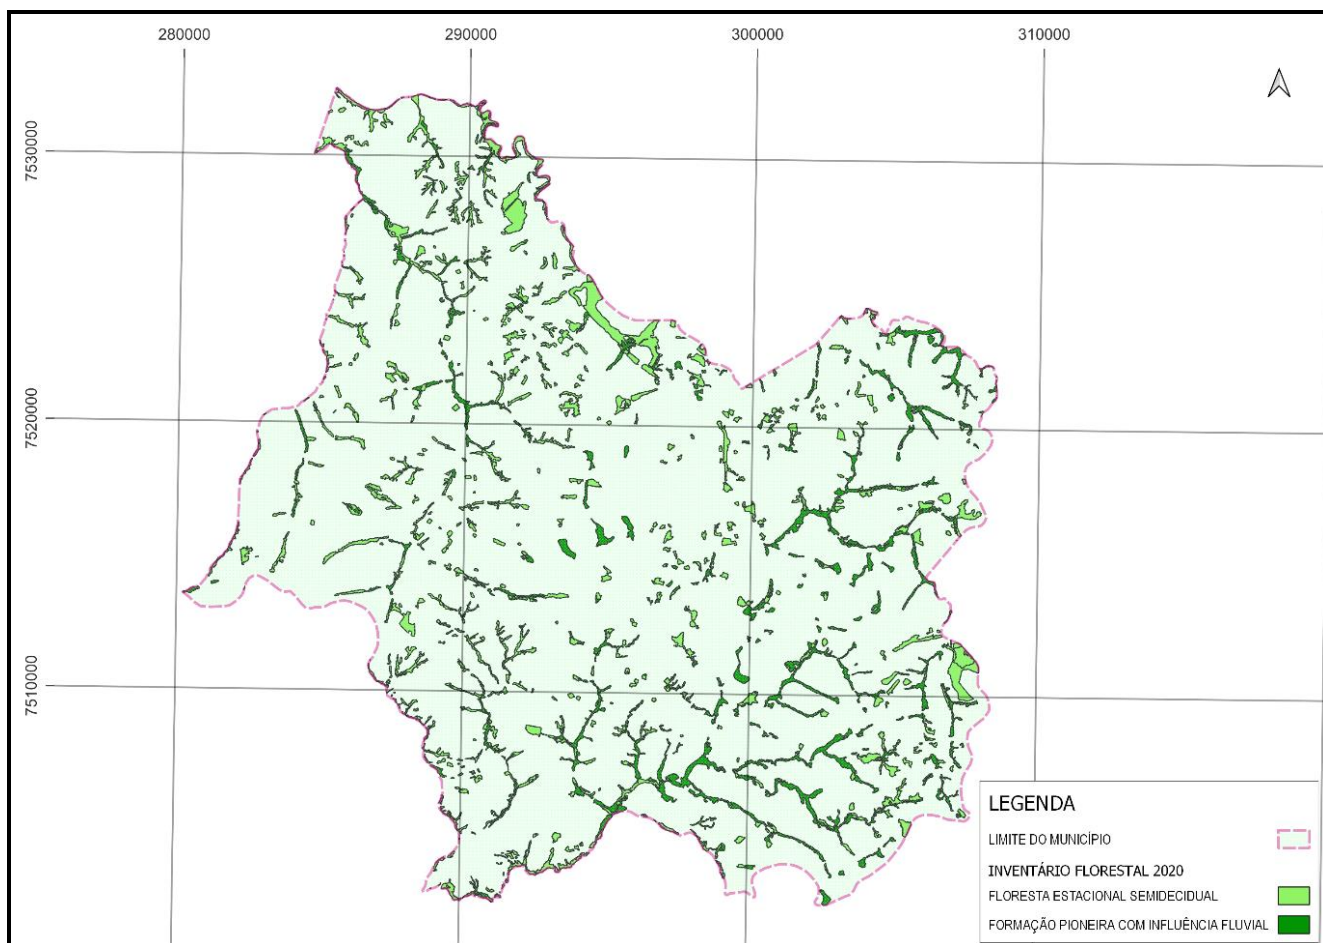 280000 290000 300000 310000
7530000
7520000
7510000
LEGENDA
LIMITE DO MUNICÍPIO
INVENTÁRIO FLORESTAL 2020
FLORESTA ESTACIONAL SEMIDECIDUAL
FORMAÇÃO PIONEIRA COM INFLUÊNCIA FLUVIAL